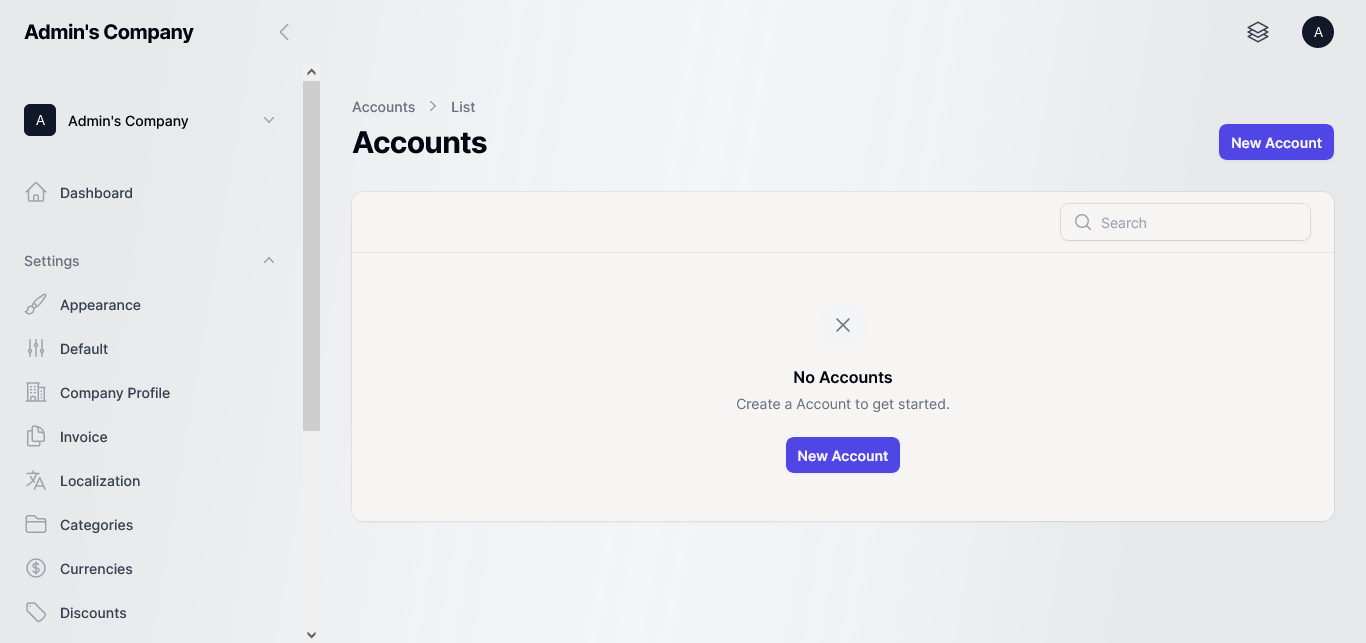 Admin's Company
A
A
Admin's Company
Dashboard
Settings
Appearance
Default
Company Profile
Invoice
Localization
Categories
Currencies
Discounts
Accounts
List
Accounts
New Account
Search
No Accounts
Create a Account to get started.
New Account